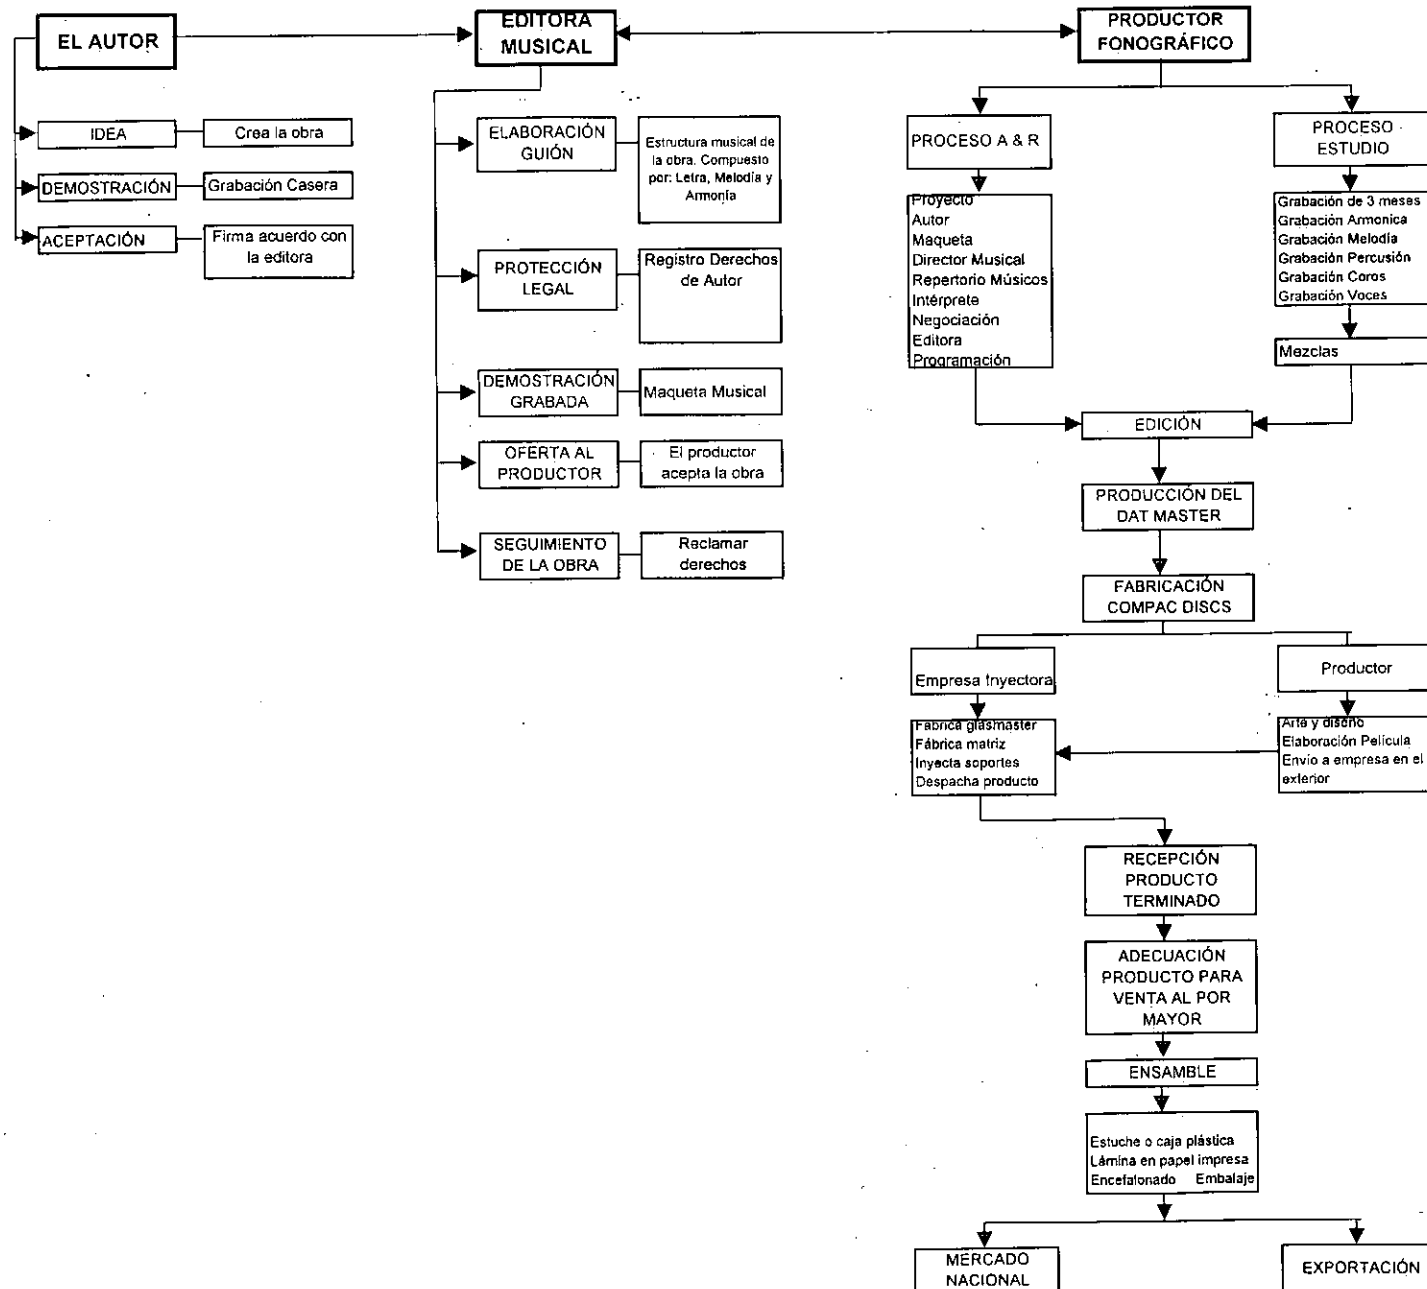 EL AUTOR
IDEA
Crea la obra
DEMOSTRACIÓN
Grabación Casera
ACEPTACIÓN
Firma acuerdo con
la editora
EDITORA
MUSICAL
ELABORACIÓN
GUIÓN
Estructura musical de
la obra. Compuesto
por: Letra, Melodía y
Armonía
PROTECCIÓN
LEGAL
Registro Derechos
de Autor
DEMOSTRACIÓN
GRABADA
Maqueta Musical
OFERTA AL
PRODUCTOR
El productor
acepta la obra
SEGUIMIENTO
DE LA OBRA
Reclamar
derechos
PRODUCTOR
FONOGRÁFICO
PROCESO A & R
Proyecto
Autor
Maqueta
Director Musical
Repertorio Músicos
Intérprete
Negociación
Editora
Programación
PROCESO
ESTUDIO
Grabación de 3 meses
Grabación Armonica
Grabación Melodía
Grabación Percusión
Grabación Coros
Grabación Voces
Mezclas
EDICIÓN
PRODUCCIÓN DEL
DAT MASTER
FABRICACIÓN
COMPAC DISCS
Empresa Inyectora
Fabrica glasmaster
Fábrica matriz
Inyecta soportes
Despacha producto
Productor
Arte y diseño
Elaboración Película
Envío a empresa en el
exterior
RECEPCIÓN
PRODUCTO
TERMINADO
ADECUACIÓN
PRODUCTO PARA
VENTA AL POR
MAYOR
ENSAMBLE
Estuche o caja plástica
Lámina en papel impresa
Encefalonado Embalaje
MERCADO
NACIONAL
EXPORTACIÓN